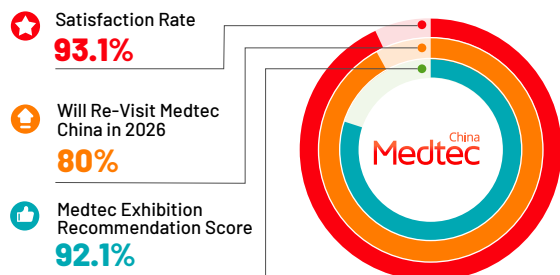 Satisfaction Rate
93.1%
Will Re-Visit Medtec
China in 2026
80%
Medtec Exhibition
Recommendation Score
92.1%
China
Medtec